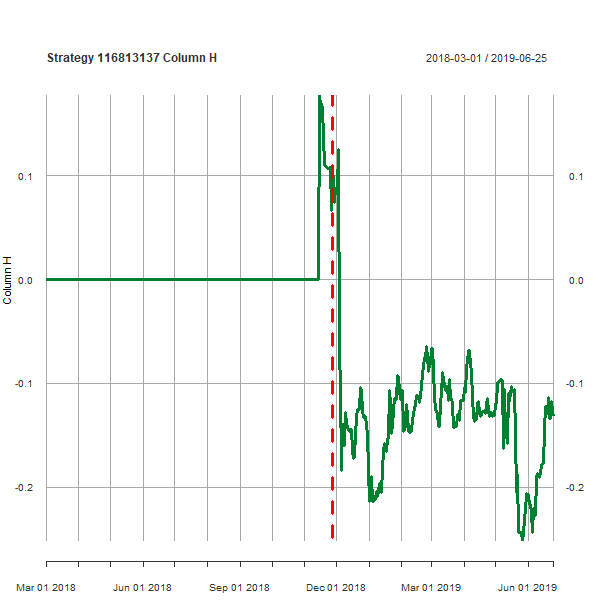 Strategy 116813137 Column H
2018-03-01 / 2019-06-25
0.1
0.1
0.0
0.0
Column H
-0.1
-0.1
-0.2
-0.2
Mar 01 2018
Jun 01 2018
Sep 01 2018
Dec 01 2018
Mar 01 2019
Jun 01 2019